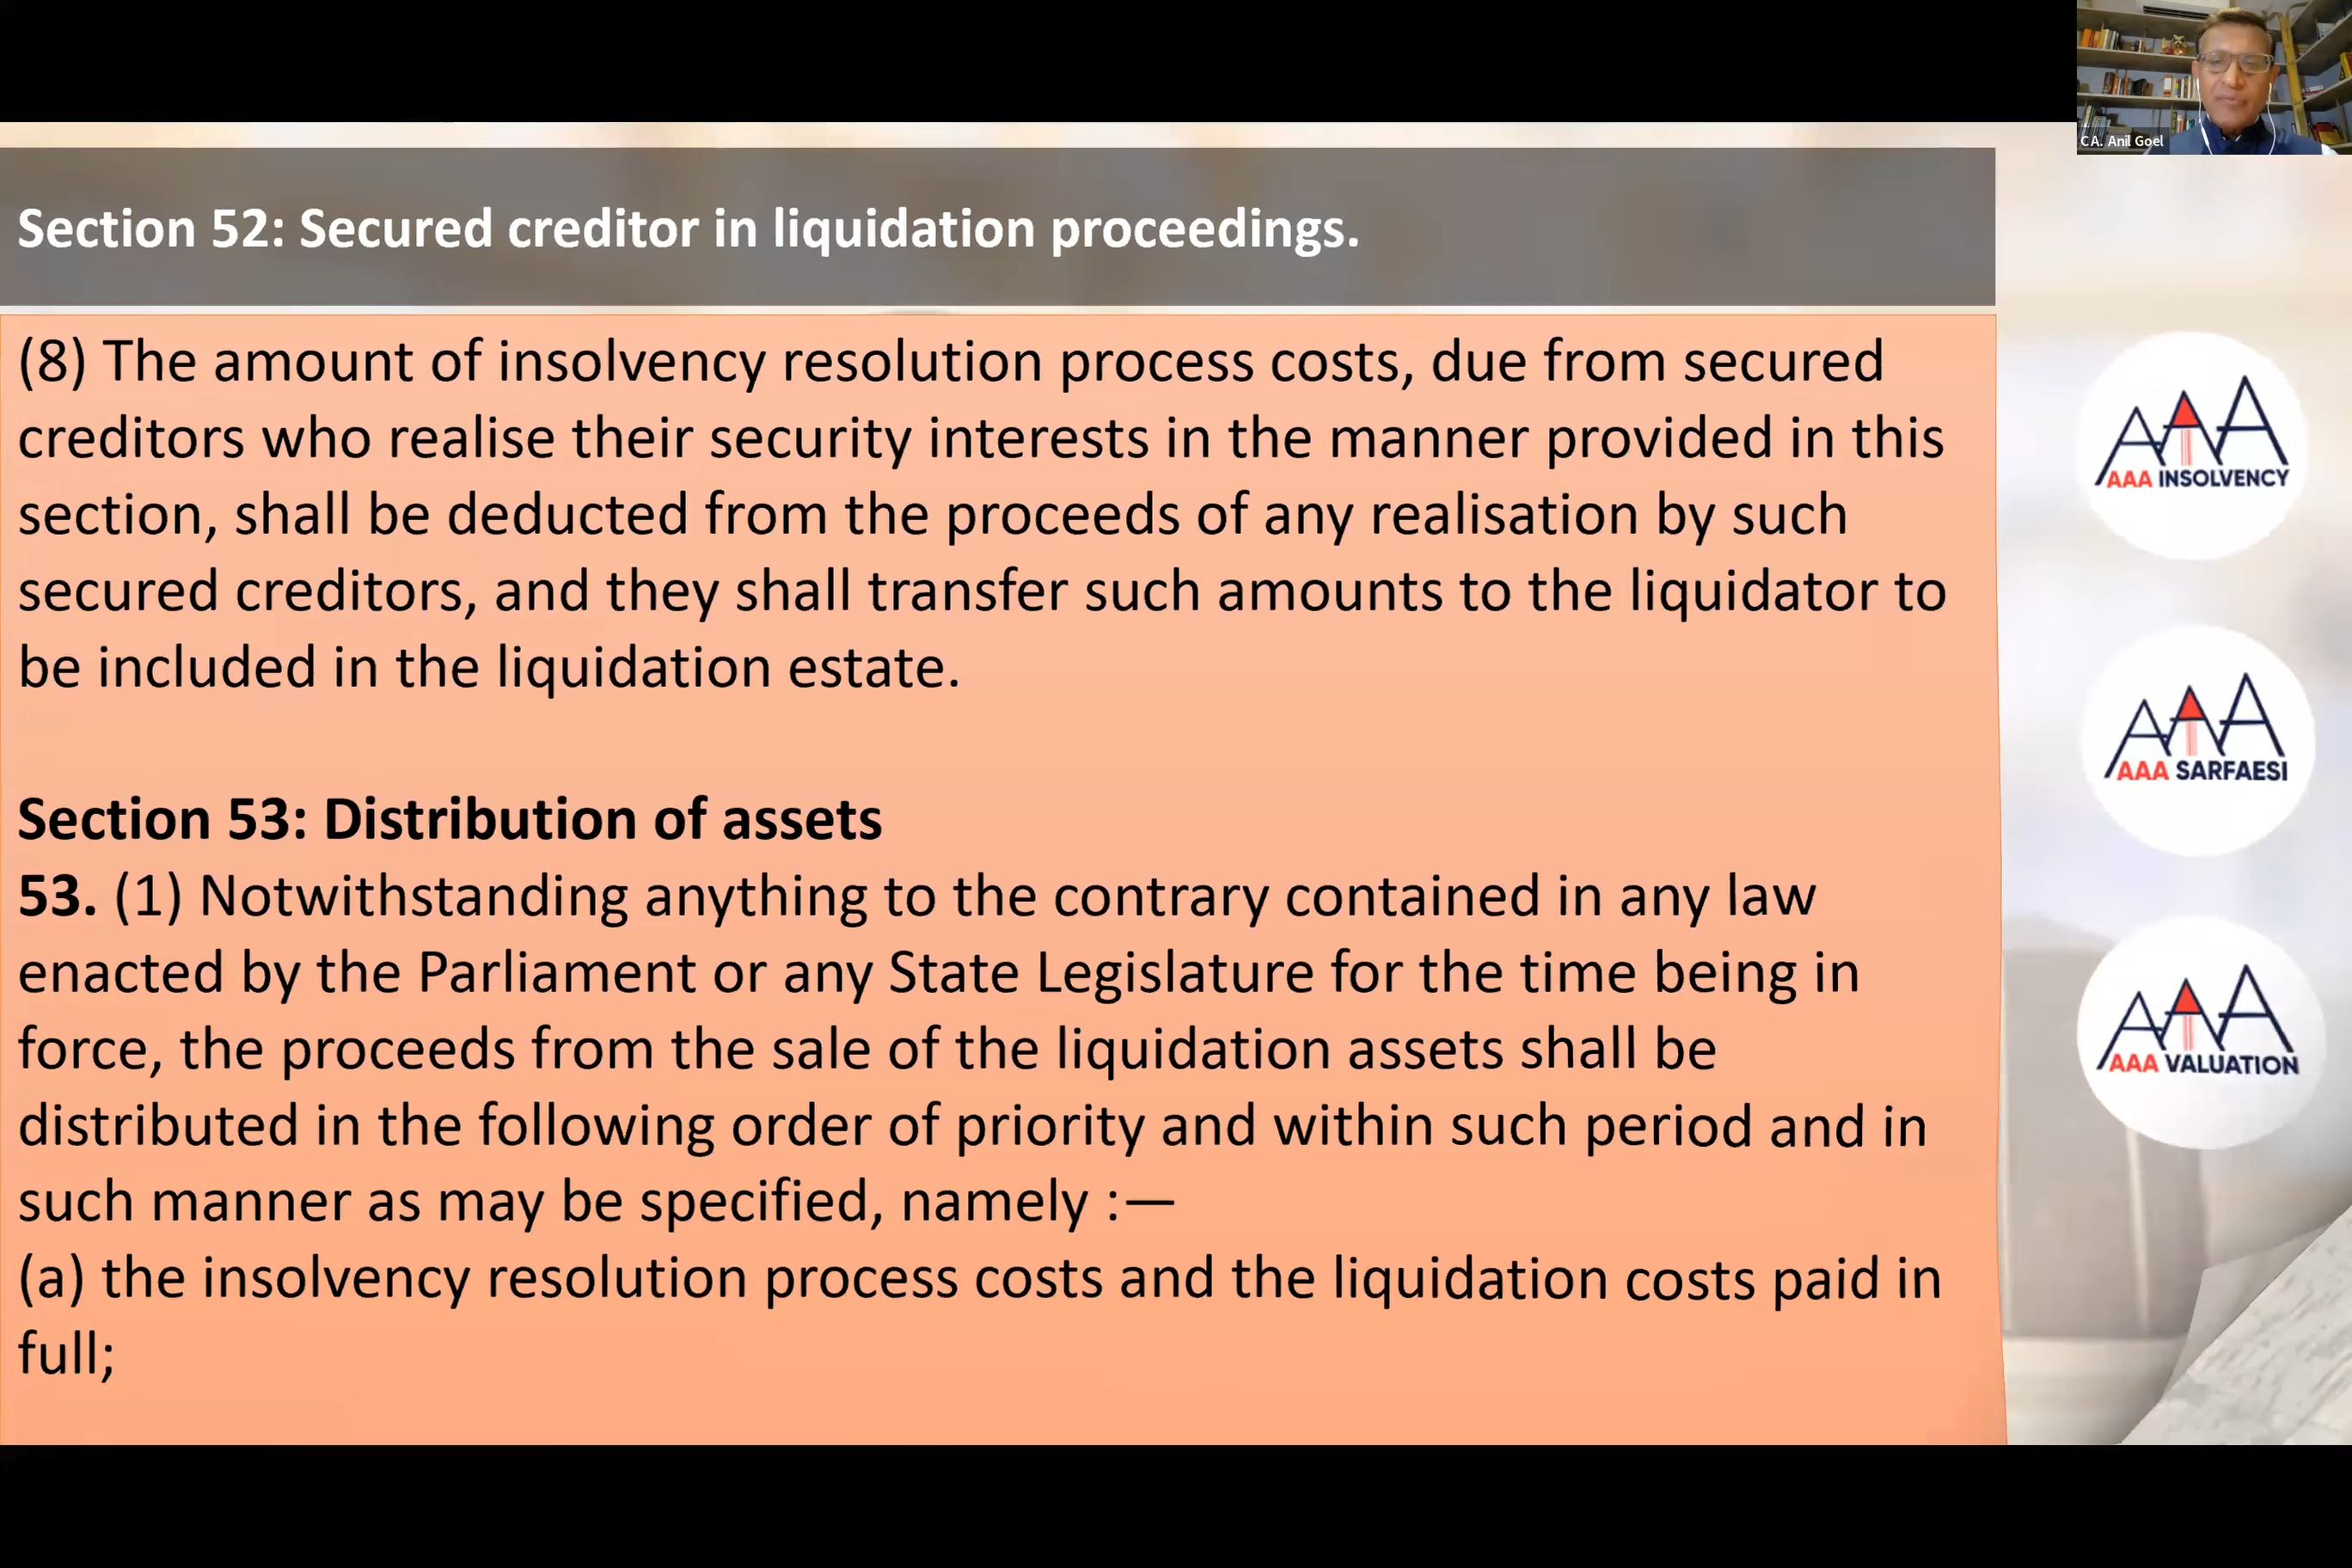 CA. Anil Goel
Section 52: Secured creditor in liquidation proceedings.
(8) The amount of insolvency resolution process costs, due from secured
creditors who realise their security interests in the manner provided in this
section, shall be deducted from the proceeds of any realisation by such
secured creditors, and they shall transfer such amounts to the liquidator to
be included in the liquidation estate.
Section 53: Distribution of assets
53. (1) Notwithstanding anything to the contrary contained in any law
enacted by the Parliament or any State Legislature for the time being in
force, the proceeds from the sale of the liquidation assets shall be
distributed in the following order of priority and within such period and in
such manner as may be specified, namely :—
(a) the insolvency resolution process costs and the liquidation costs paid in
full;
AAA
AAA INSOLVENCY
AAA
AAA SARFAESI
AAA
AAA VALUATION